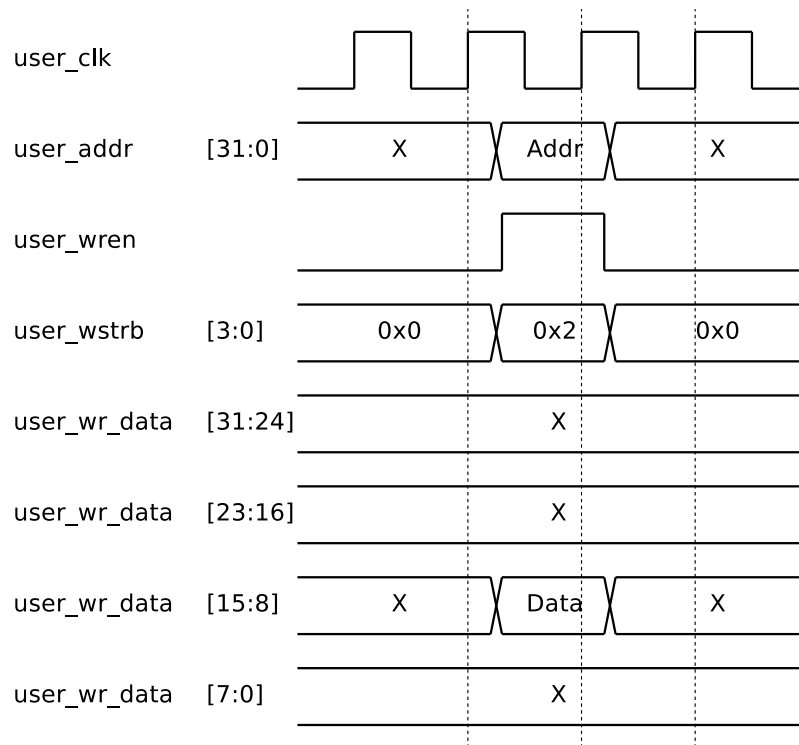 user_clk
user_addr [31:0] X Addr X
user_wren
user_wstrb [3:0] 0x0 0x2 0x0
user_wr_data [31:24] X
user_wr_data [23:16] X
user_wr_data [15:8] X Data X
user_wr_data [7:0] X